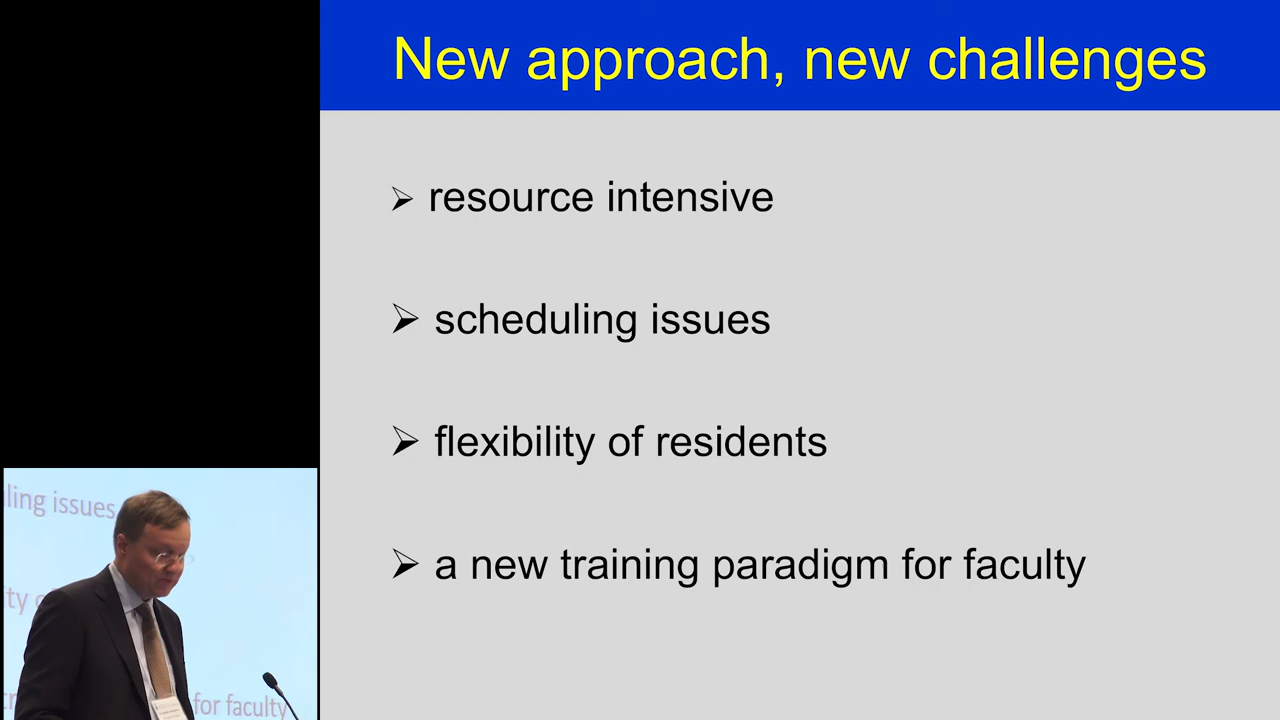 New approach, new challenges
➢ resource intensive
➢ scheduling issues
➢ flexibility of residents
➢ a new training paradigm for faculty
ling issues
ty
for faculty